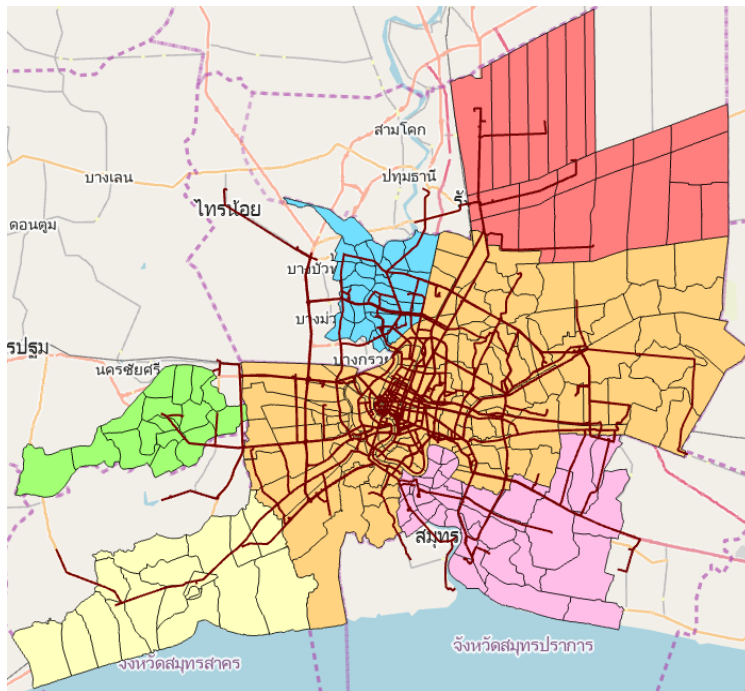 สามโคก
ปทุมธานี
บางเลน
ไทรน้อย
ดอนตูม
บางบัวท
บางม่ว
รปฐม
นครชัยศรี
บางกรวย
สมุทร
จังหวัดสมุทรปราการ
จังหวัดสมุทรสาคร